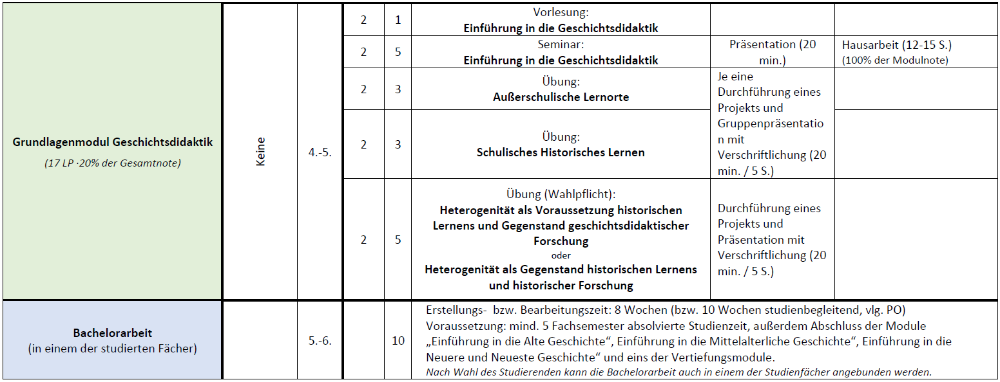 Grundlagenmodul Geschichtsdidaktik
(17 LP ·20% der Gesamtnote)
Keine
4.-5.
2
1
Vorlesung:
Einführung in die Geschichtsdidaktik
2
5
Seminar:
Einführung in die Geschichtsdidaktik
Präsentation (20
min.)
Hausarbeit (12-15 S.)
(100% der Modulnote)
2
3
Übung:
Außerschulische Lernorte
Je eine
Durchführung eines
Projekts und
Gruppenpräsentatio
n mit
Verschriftlichung (20
min. / 5 S.)
2
3
Übung:
Schulisches Historisches Lernen
2
5
Übung (Wahlpflicht):
Heterogenität als Voraussetzung historischen
Lernens und Gegenstand geschichtsdidaktischer
Forschung
oder
Heterogenität als Gegenstand historischen Lernens
und historischer Forschung
Durchführung eines
Projekts und
Präsentation mit
Verschriftlichung (20
min. / 5 S.)
Bachelorarbeit
(in einem der studierten Fächer)
5.-6.
10
Erstellungs- bzw. Bearbeitungszeit: 8 Wochen (bzw. 10 Wochen studienbegleitend, vlg. PO)
Voraussetzung: mind. 5 Fachsemester absolvierte Studienzeit, außerdem Abschluss der Module
„Einführung in die Alte Geschichte“, Einführung in die Mittelalterliche Geschichte“, Einführung in die
Neuere und Neueste Geschichte“ und eins der Vertiefungsmodule.
Nach Wahl des Studierenden kann die Bachelorarbeit auch in einem der Studienfächer angebunden werden.